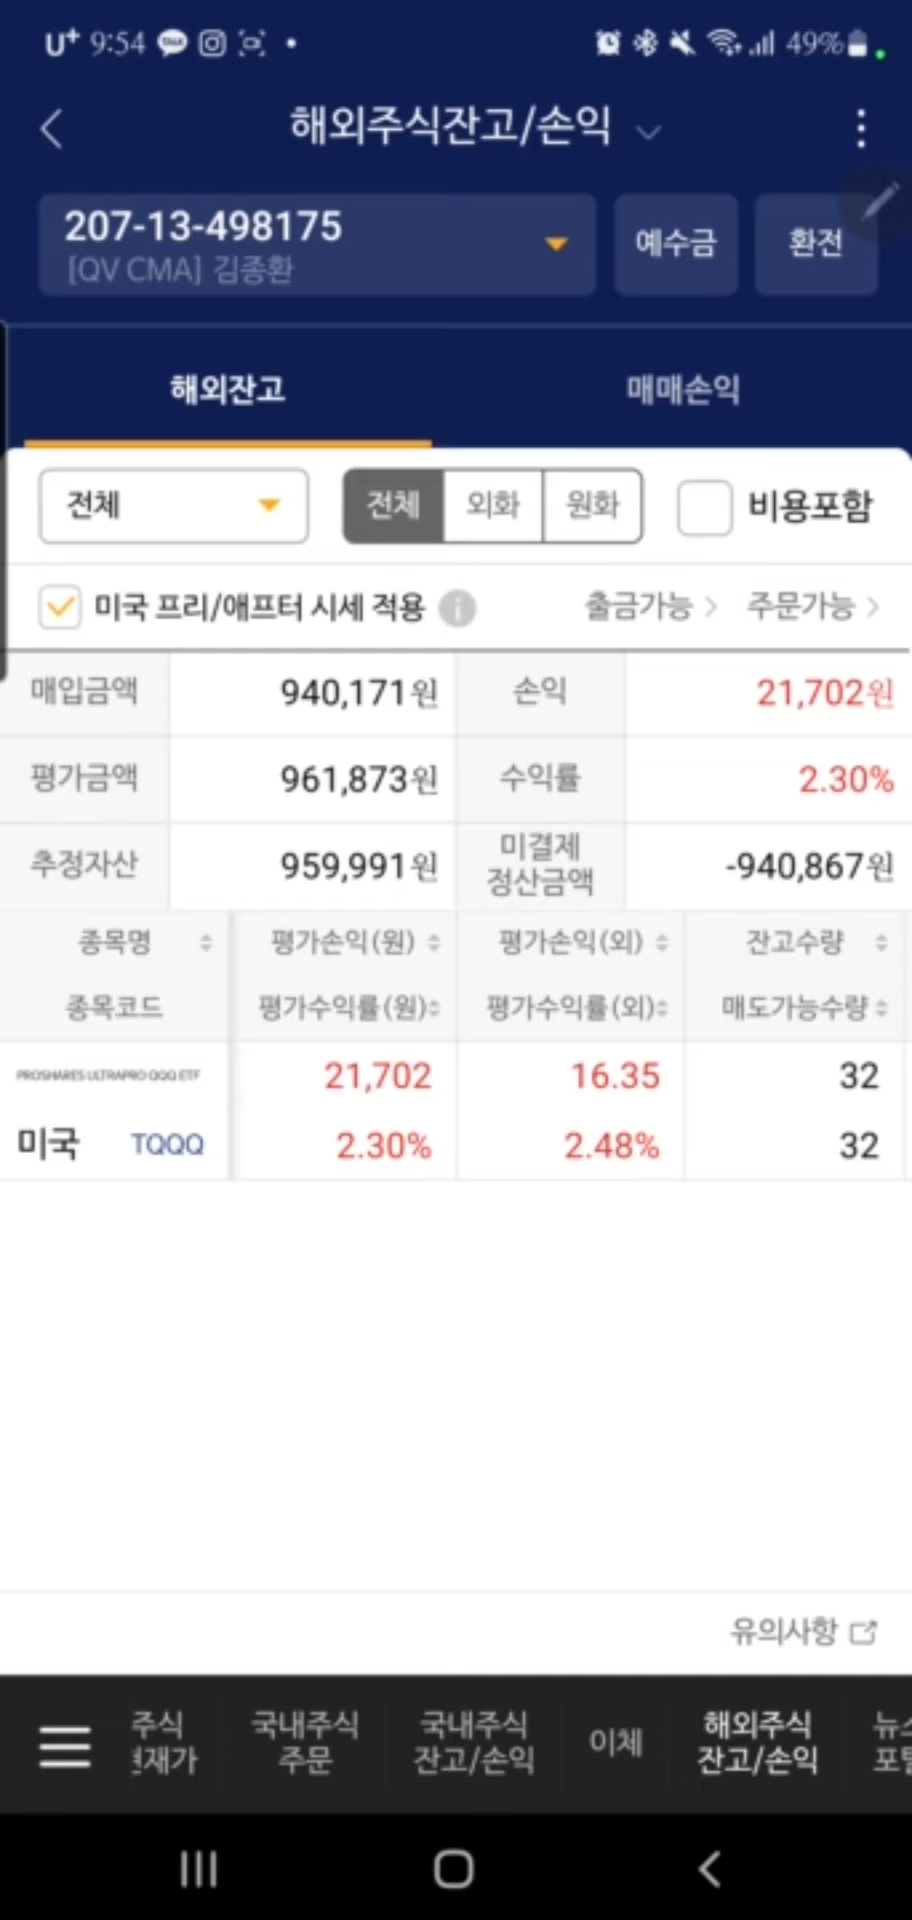 U+ 9:54 49%
해외주식잔고/손익
207-13-498175
[QV CMA] 김종환
예수금 환전
해외잔고 매매손익
전체 전체 외화 원화 비용포함
미국 프리/애프터 시세 적용 출금가능 주문가능
매입금액 940,171원 손익 21,702원
평가금액 961,873원 수익률 2.30%
추정자산 959,991원 미결제 정산금액 -940,867원
종목명 평가손익(원) 평가손익(외) 잔고수량
종목코드 평가수익률(원) 평가수익률(외) 매도가능수량
PROSHARES ULTRAPRO QQQ ETF 21,702 16.35 32
미국 TQQQ 2.30% 2.48% 32
유의사항
주식 국내주식 국내주식 이체 해외주식 뉴스
현재가 주문 잔고/손익 잔고/손익